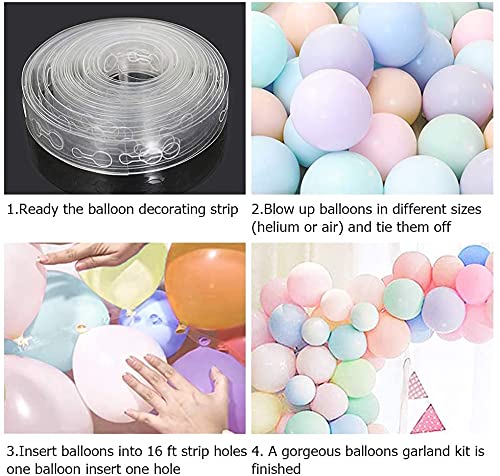 1.Ready the balloon decorating strip
2.Blow up balloons in different sizes
(helium or air) and tie them off
3.Insert balloons into 16 ft strip holes
one balloon insert one hole
4. A gorgeous balloons garland kit is
finished